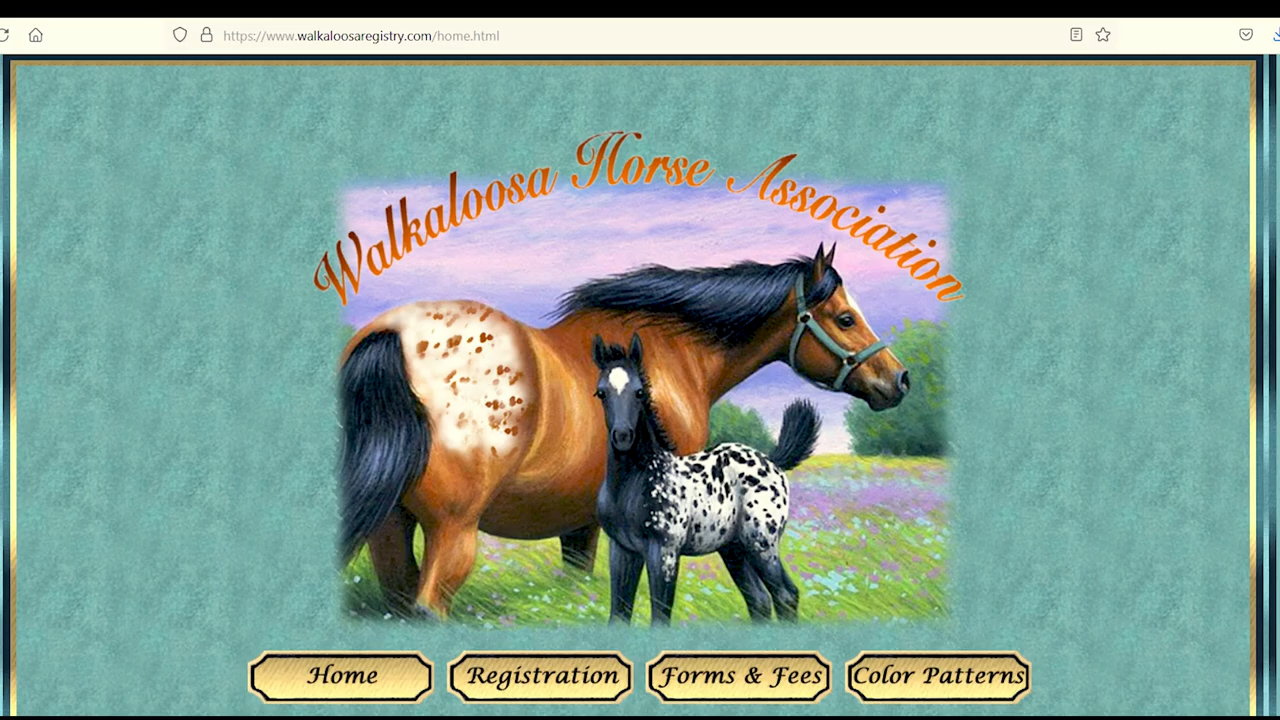 https://www.walkaloosaregistry.com/home.html
Walkaloosa Horse Association
Home
Registration
Forms & Fees
Color Patterns